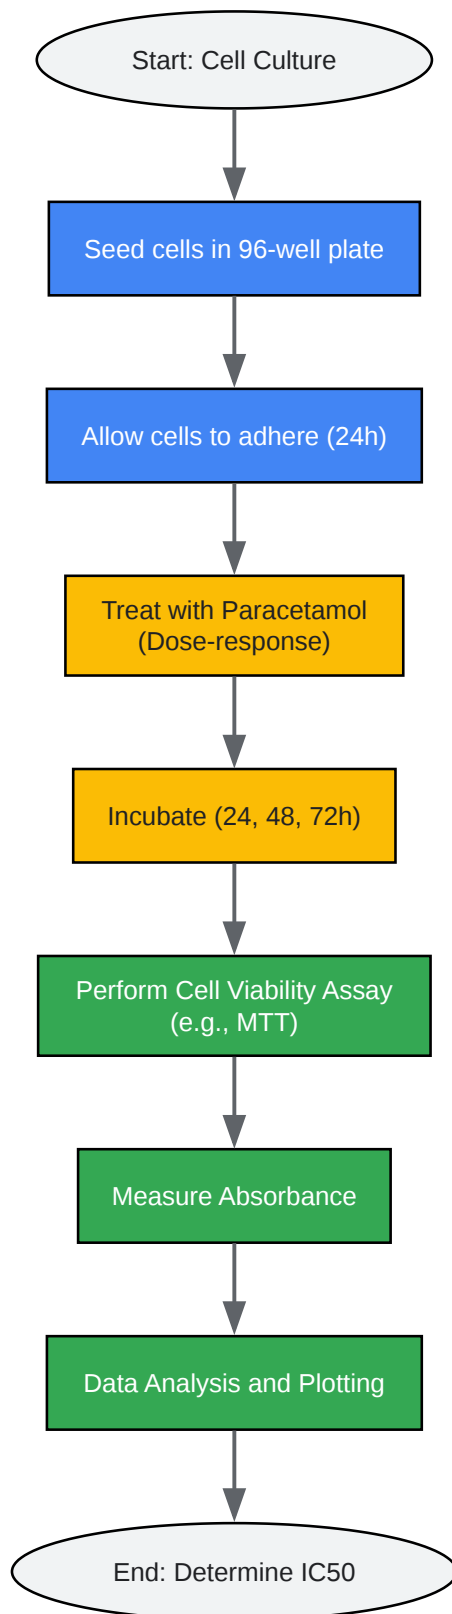 Start: Cell Culture
Seed cells in 96-well plate
Allow cells to adhere (24h)
Treat with Paracetamol
(Dose-response)
Incubate (24, 48, 72h)
Perform Cell Viability Assay
(e.g., MTT)
Measure Absorbance
Data Analysis and Plotting
End: Determine IC50